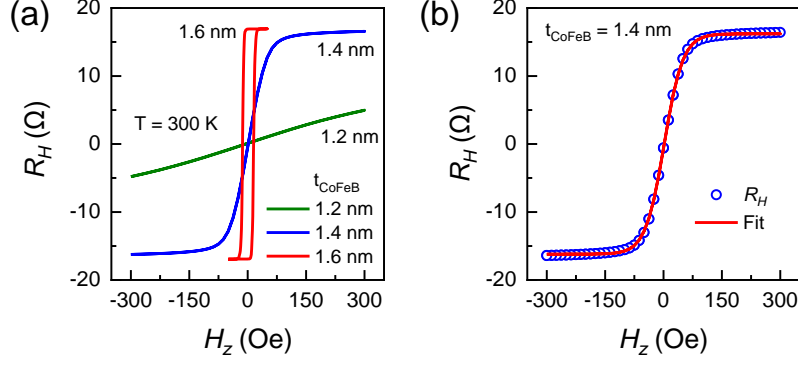 (a)
20
10
0
-10
-20
R_H (Ω)
1.6 nm
1.4 nm
T = 300 K
1.2 nm
t_CoFeB
1.2 nm
1.4 nm
1.6 nm
-300 -150 0 150 300
H_z (Oe)
(b)
20
10
0
-10
-20
R_H (Ω)
t_CoFeB = 1.4 nm
R_H
Fit
-300 -150 0 150 300
H_z (Oe)